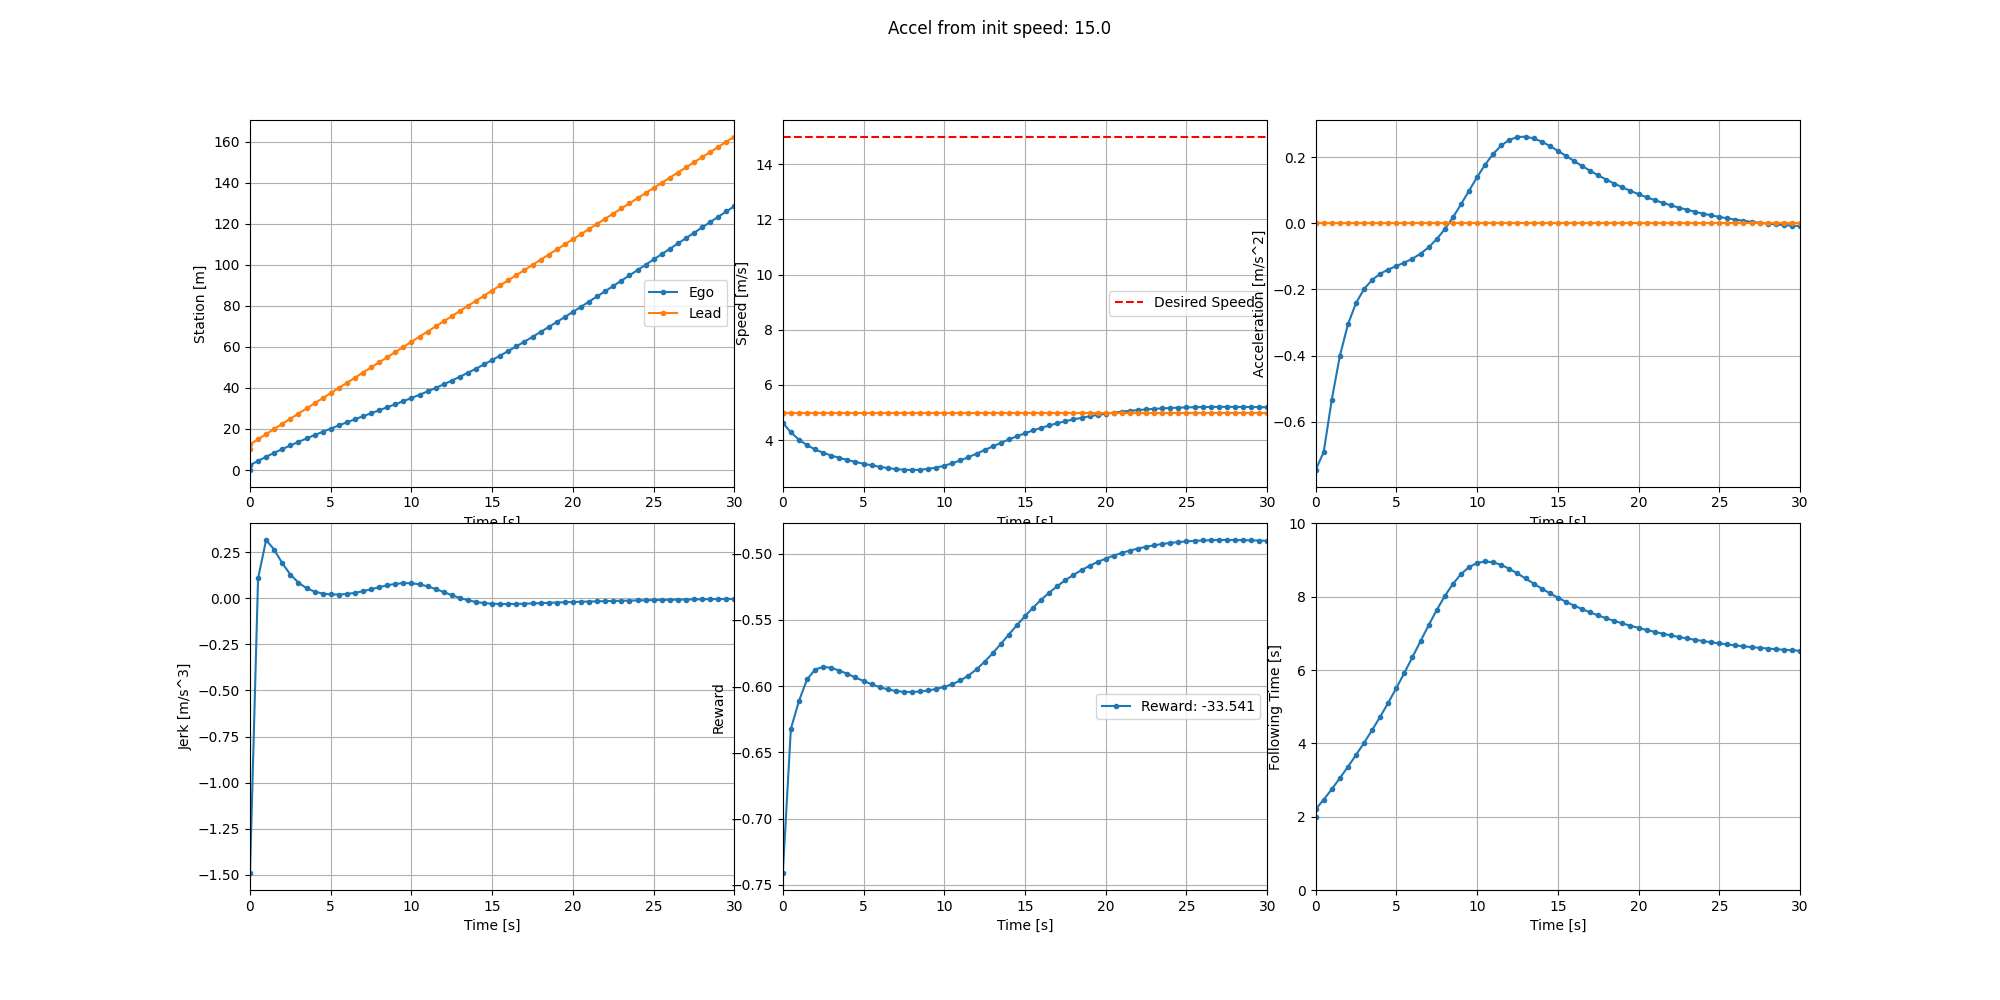 Accel from init speed: 15.0
Station [m]
160
140
120
100
80
60
40
20
0
Ego
Lead
0 5 10 15 20 25 30
Time [s]
Speed [m/s]
14
12
10
8
6
4
Desired Speed
0 5 10 15 20 25 30
Time [s]
Acceleration [m/s^2]
0.2
0.0
−0.2
−0.4
−0.6
0 5 10 15 20 25 30
Time [s]
Jerk [m/s^3]
0.25
0.00
−0.25
−0.50
−0.75
−1.00
−1.25
−1.50
0 5 10 15 20 25 30
Time [s]
Reward
−0.50
−0.55
−0.60
−0.65
−0.70
−0.75
Reward: -33.541
0 5 10 15 20 25 30
Time [s]
Following Time [s]
10
8
6
4
2
0
0 5 10 15 20 25 30
Time [s]